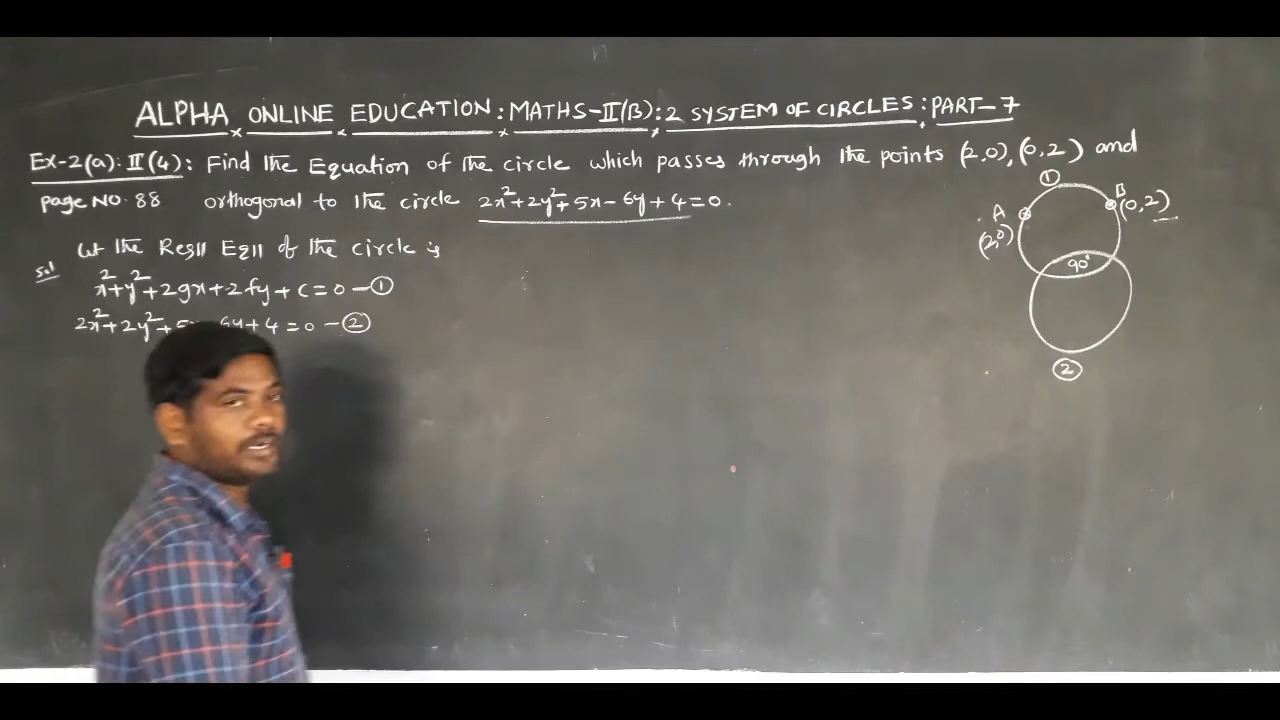 ALPHA ONLINE EDUCATION : MATHS-II(B) : 2 SYSTEM OF CIRCLES : PART-7
Ex-2(a): II(4): Find the Equation of the circle which passes through the points (2,0), (0,2) and
page NO. 88 orthogonal to the circle 2x²+2y²+5x-6y+4=0.
Sol Let the Req Eq of the circle is
x²+y²+2gx+2fy+c=0 - ①
2x²+2y²+5x 6y+4=0 - ②
①
A
(2,0)
B
(0,2)
90°
②